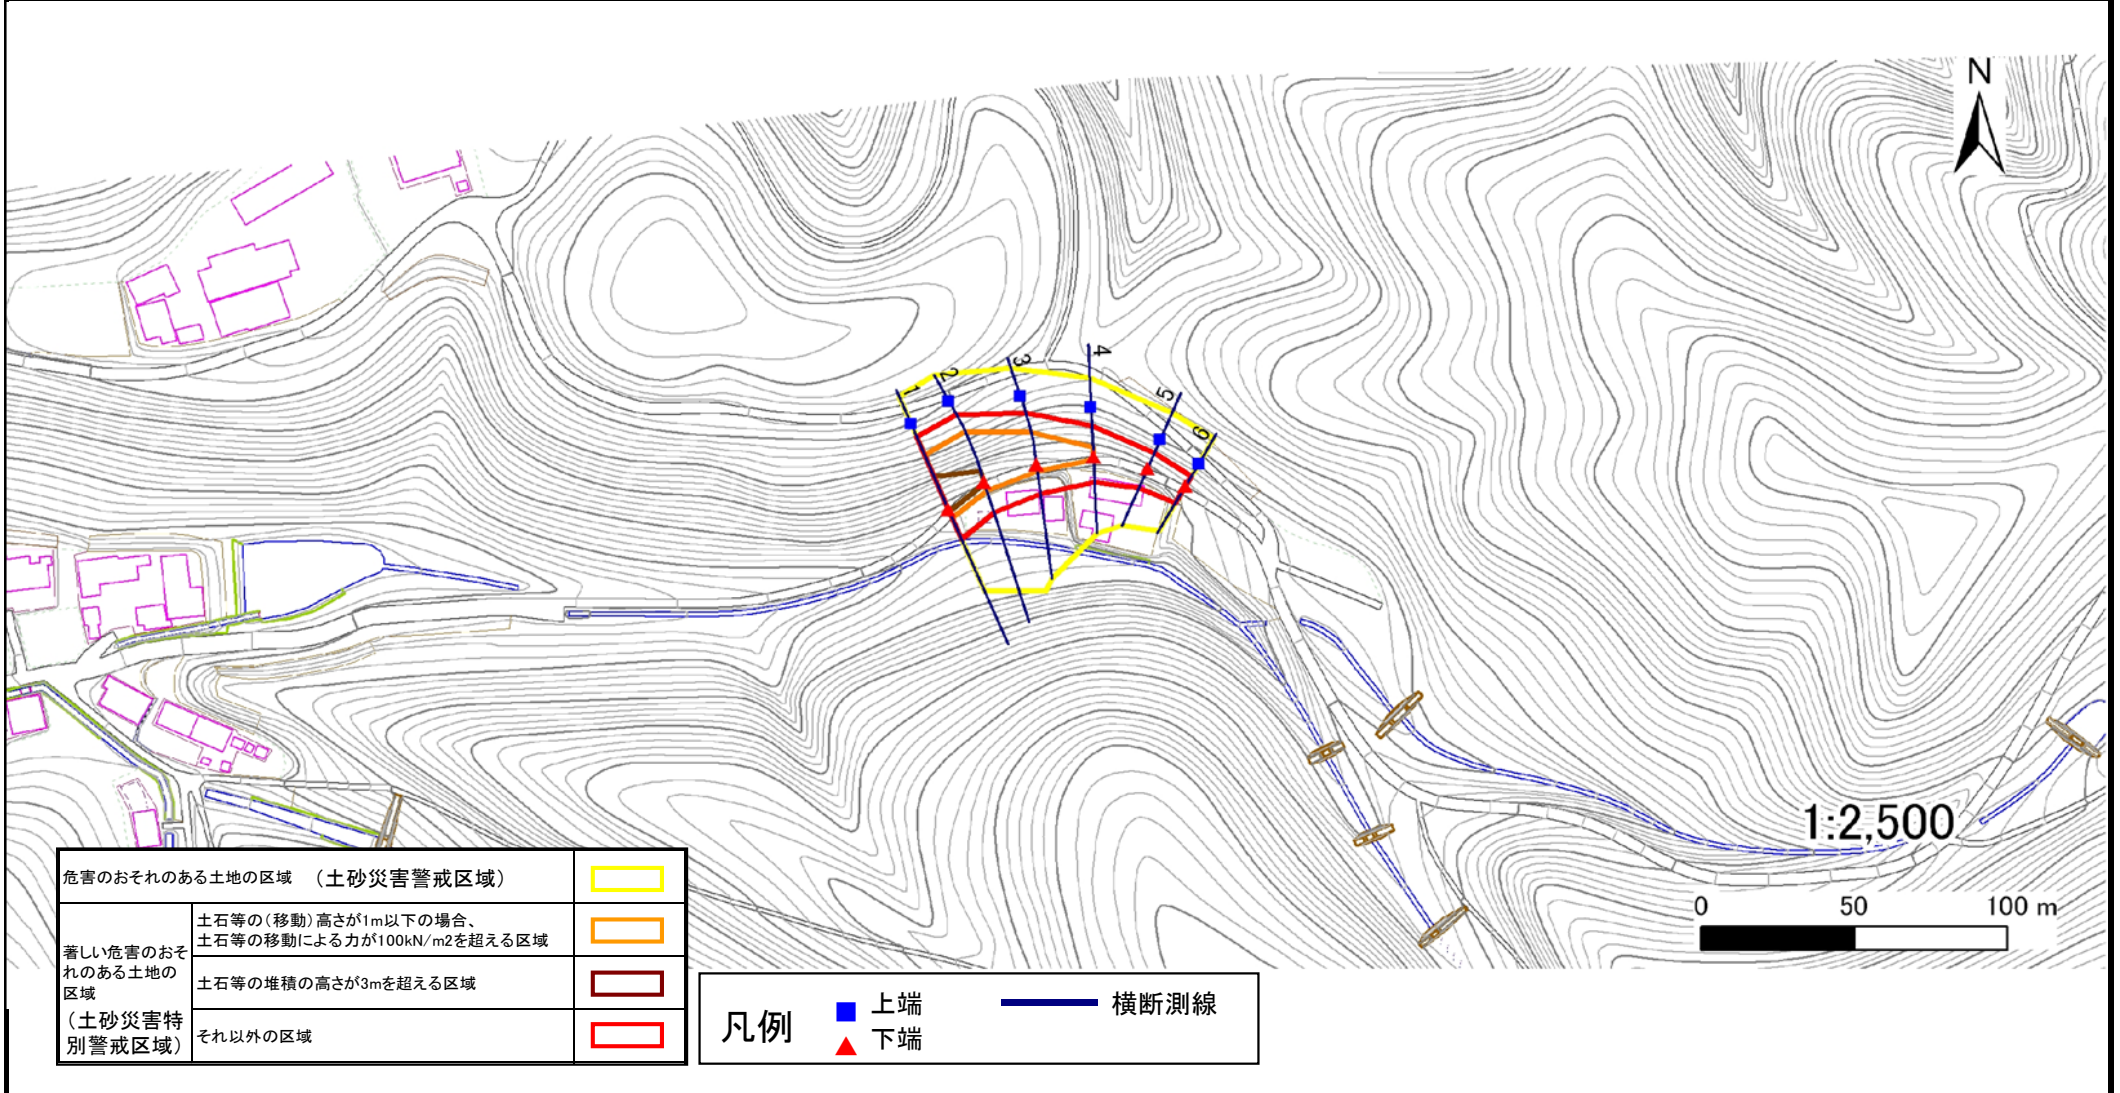 N
1
2
3
4
5
6
1:2,500
0 50 100 m
危害のおそれのある土地の区域 （土砂災害警戒区域）
著しい危害のおそ
れのある土地の
区域
（土砂災害特
別警戒区域）
土石等の（移動）高さが1m以下の場合、
土石等の移動による力が100kN/m2を超える区域
土石等の堆積の高さが3mを超える区域
それ以外の区域
凡例
上端
下端
横断測線